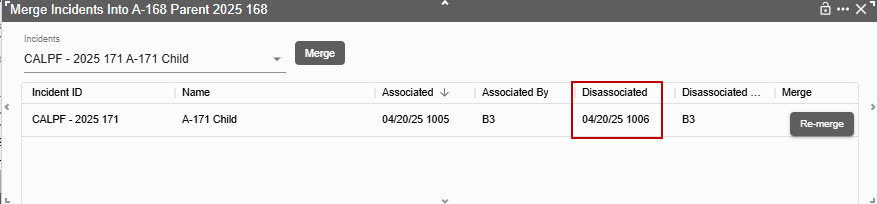 Merge Incidents Into A-168 Parent 2025 168
Incidents
CALPF - 2025 171 A-171 Child
Merge
Incident ID Name Associated Associated By Disassociated Disassociated ... Merge
CALPF - 2025 171 A-171 Child 04/20/25 1005 B3 04/20/25 1006 B3 Re-merge